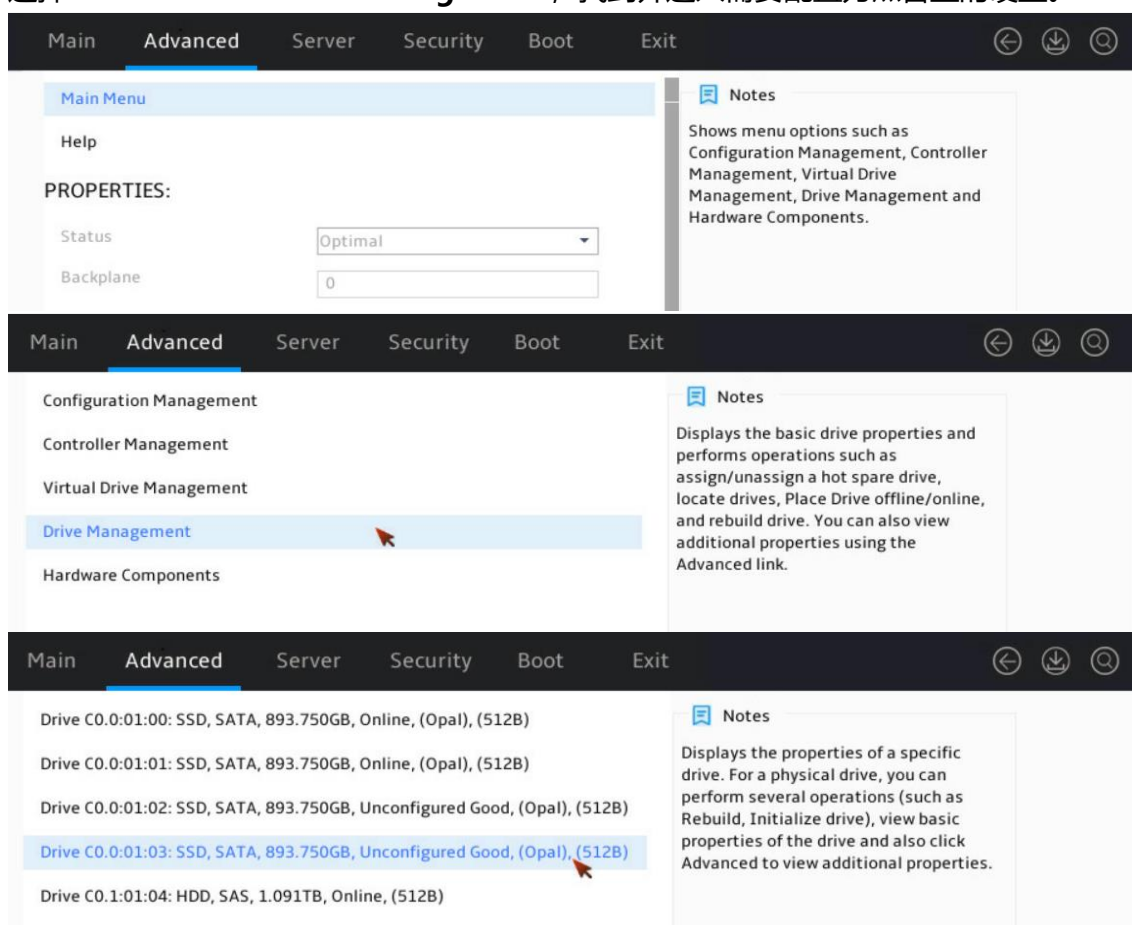 Main Advanced Server Security Boot Exit
Main Menu
Help
PROPERTIES:
Status Optimal
Backplane 0
Notes
Shows menu options such as
Configuration Management, Controller
Management, Virtual Drive
Management, Drive Management and
Hardware Components.
Main Advanced Server Security Boot Exit
Configuration Management
Controller Management
Virtual Drive Management
Drive Management
Hardware Components
Notes
Displays the basic drive properties and
performs operations such as
assign/unassign a hot spare drive,
locate drives, Place Drive offline/online,
and rebuild drive. You can also view
additional properties using the
Advanced link.
Main Advanced Server Security Boot Exit
Drive C0.0:01:00: SSD, SATA, 893.750GB, Online, (Opal), (512B)
Drive C0.0:01:01: SSD, SATA, 893.750GB, Online, (Opal), (512B)
Drive C0.0:01:02: SSD, SATA, 893.750GB, Unconfigured Good, (Opal), (512B)
Drive C0.0:01:03: SSD, SATA, 893.750GB, Unconfigured Good, (Opal), (512B)
Drive C0.1:01:04: HDD, SAS, 1.091TB, Online, (512B)
Notes
Displays the properties of a specific
drive. For a physical drive, you can
perform several operations (such as
Rebuild, Initialize drive), view basic
properties of the drive and also click
Advanced to view additional properties.